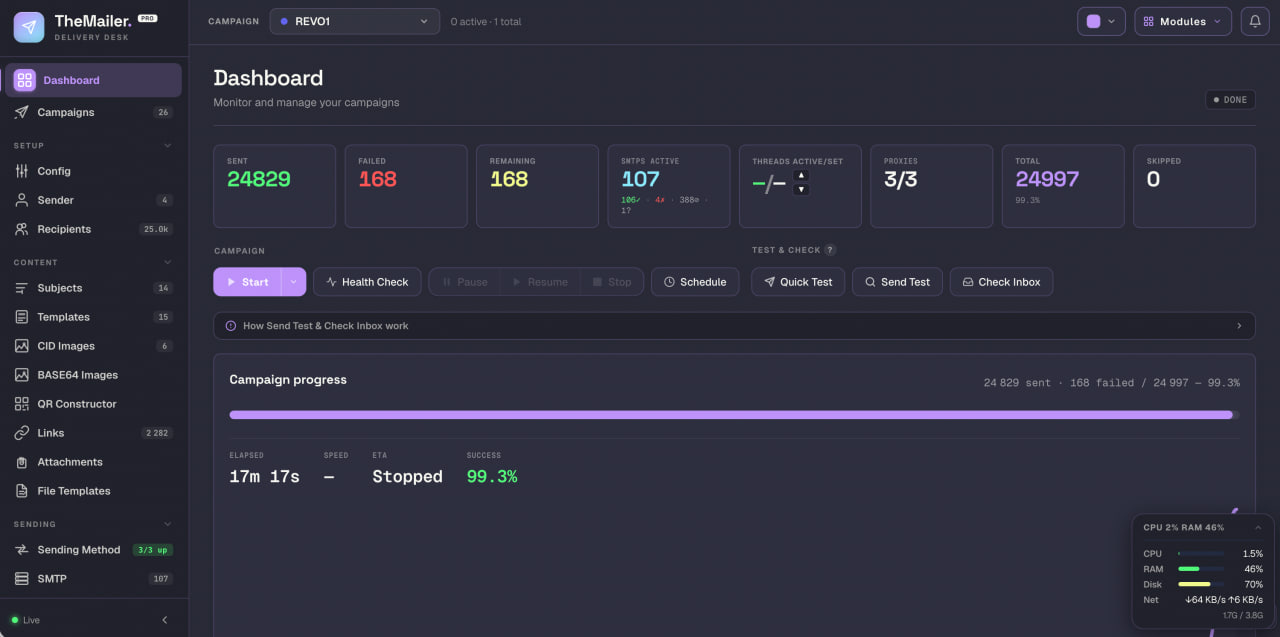 TheMailer. PRO
DELIVERY DESK
CAMPAIGN
REVO1
0 active · 1 total
Modules
Dashboard
Campaigns 26
SETUP
Config
Sender 4
Recipients 25.0k
CONTENT
Subjects 14
Templates 15
CID Images 6
BASE64 Images
QR Constructor
Links 2 282
Attachments
File Templates
SENDING
Sending Method 3/3 up
SMTP 107
Live
Dashboard
Monitor and manage your campaigns
DONE
SENT
24829
FAILED
168
REMAINING
168
SMTPS ACTIVE
107
106✓ · 4✗ · 388⊘ ·
1?
THREADS ACTIVE/SET
—/—
PROXIES
3/3
TOTAL
24997
99.3%
SKIPPED
0
CAMPAIGN
Start
Health Check
Pause
Resume
Stop
Schedule
TEST & CHECK ?
Quick Test
Send Test
Check Inbox
How Send Test & Check Inbox work
Campaign progress
24 829 sent · 168 failed / 24 997 — 99.3%
ELAPSED
17m 17s
SPEED
—
ETA
Stopped
SUCCESS
99.3%
CPU 2% RAM 46%
CPU 1.5%
RAM 46%
Disk 70%
Net ↓64 KB/s ↑6 KB/s
1.7G / 3.8G